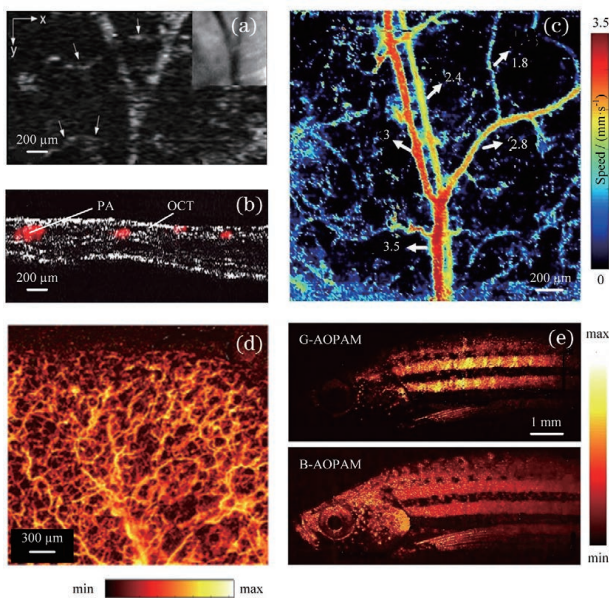 (a)
x
y
200 μm
(b)
PA
OCT
200 μm
(c)
1.8
2.4
3
2.8
3.5
200 μm
3.5
Speed / (mm·s⁻¹)
0
(d)
300 μm
min
max
(e)
G-AOPAM
1 mm
B-AOPAM
max
min